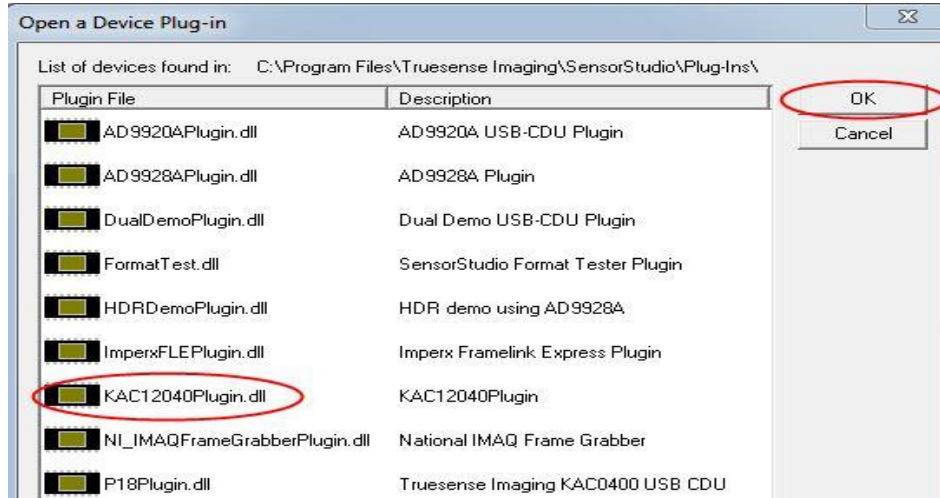 Open a Device Plug-in
List of devices found in: C:\Program Files\Truesense Imaging\SensorStudio\Plug-Ins\
Plugin File Description OK
AD9920APlugin.dll AD9920A USB-CDU Plugin Cancel
AD9928APlugin.dll AD9928A Plugin
DualDemoPlugin.dll Dual Demo USB-CDU Plugin
FormatTest.dll SensorStudio Format Tester Plugin
HDRDemoPlugin.dll HDR demo using AD9928A
ImperxFLEPlugin.dll Imperx Framelink Express Plugin
KAC12040Plugin.dll KAC12040Plugin
NI_IMAQFrameGrabberPlugin.dll National IMAQ Frame Grabber
P18Plugin.dll Truesense Imaging KAC0400 USB CDU